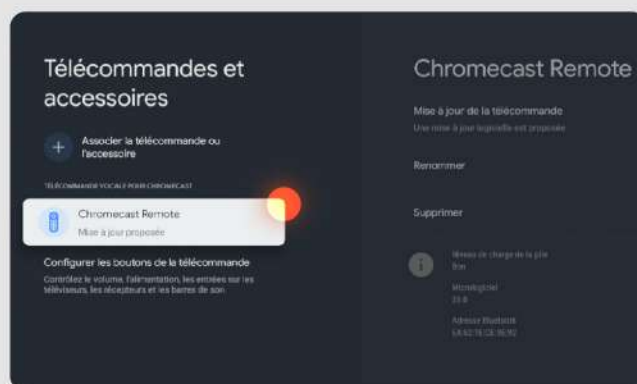 Télécommandes et
accessoires
Associer la télécommande ou
l'accessoire
TÉLÉCOMMANDE VOCALE POUR CHROMECAST
Chromecast Remote
Mise à jour proposée
Configurer les boutons de la télécommande
Contrôlez le volume, l'alimentation, les entrées sur les
téléviseurs, les récepteurs et les barres de son.
Chromecast Remote
Mise à jour de la télécommande
Une mise à jour logicielle est proposée
Renommer
Supprimer
Niveau de charge de la pile
Bon
Micrologiciel
Adresse Bluetooth